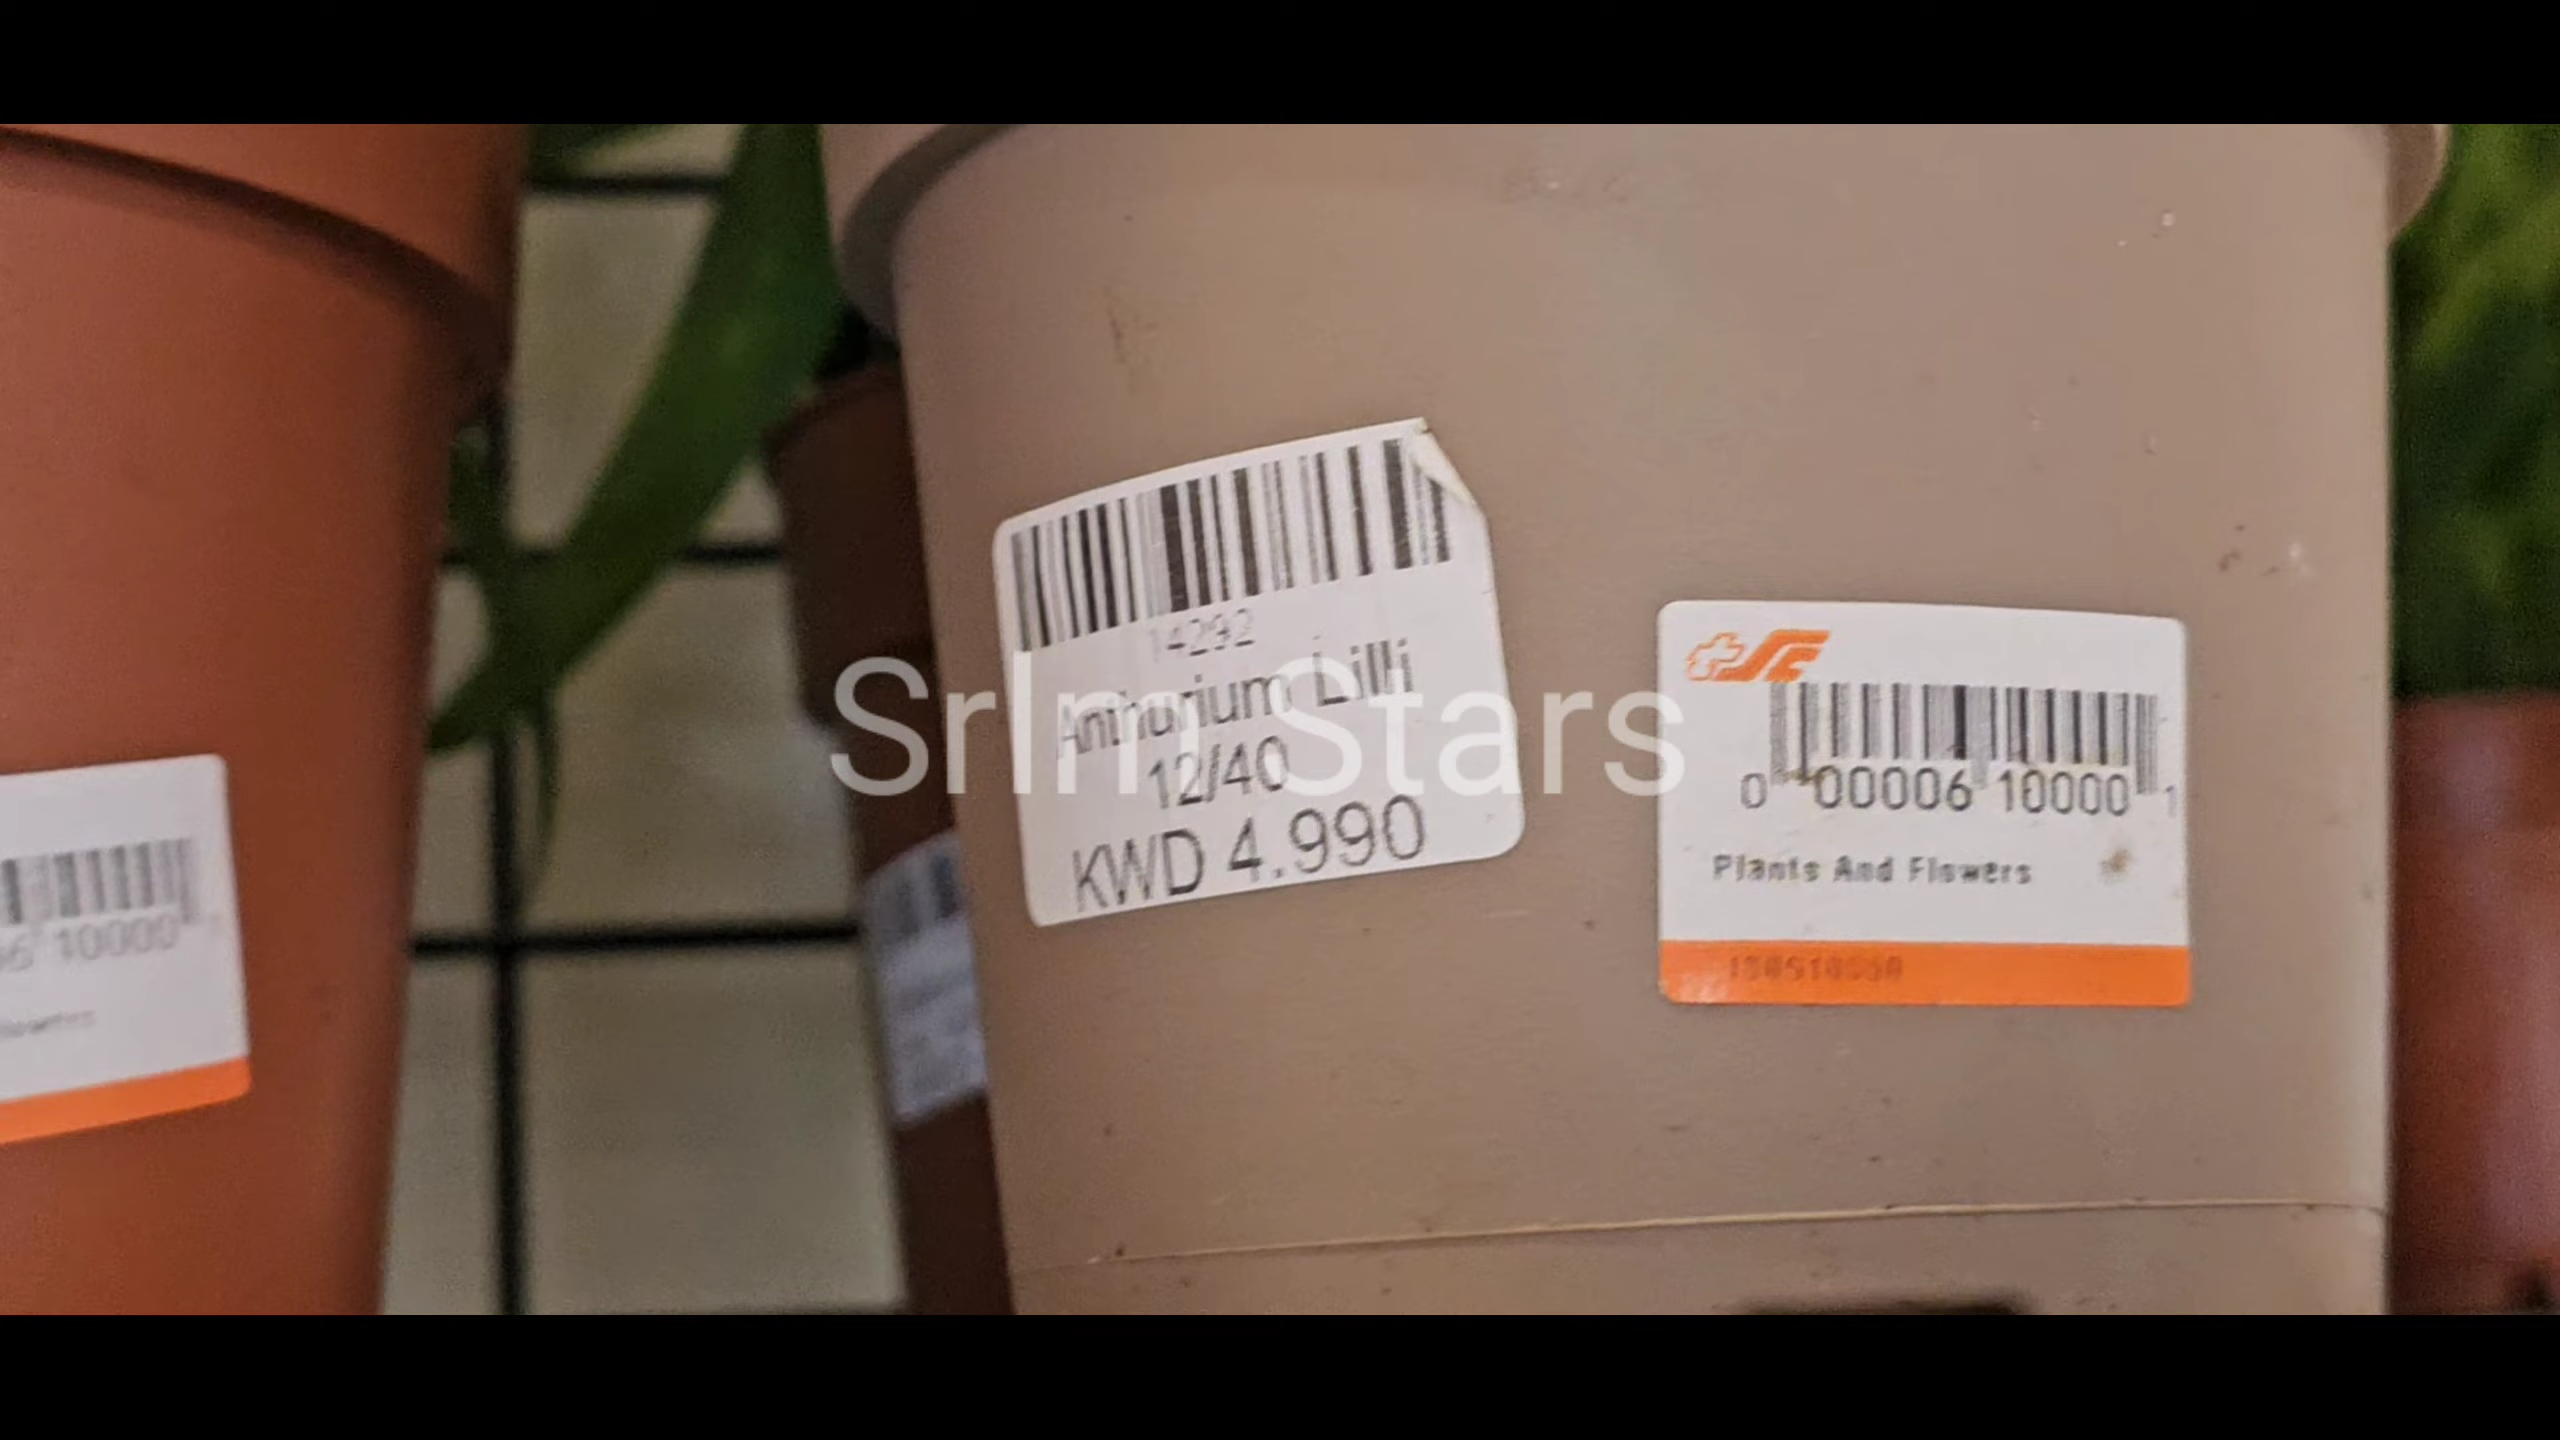 14292
Anthurium Lilli
12/40
KWD 4.990
Srlm Stars
0 00006 10000 1
Plants And Flowers
10000